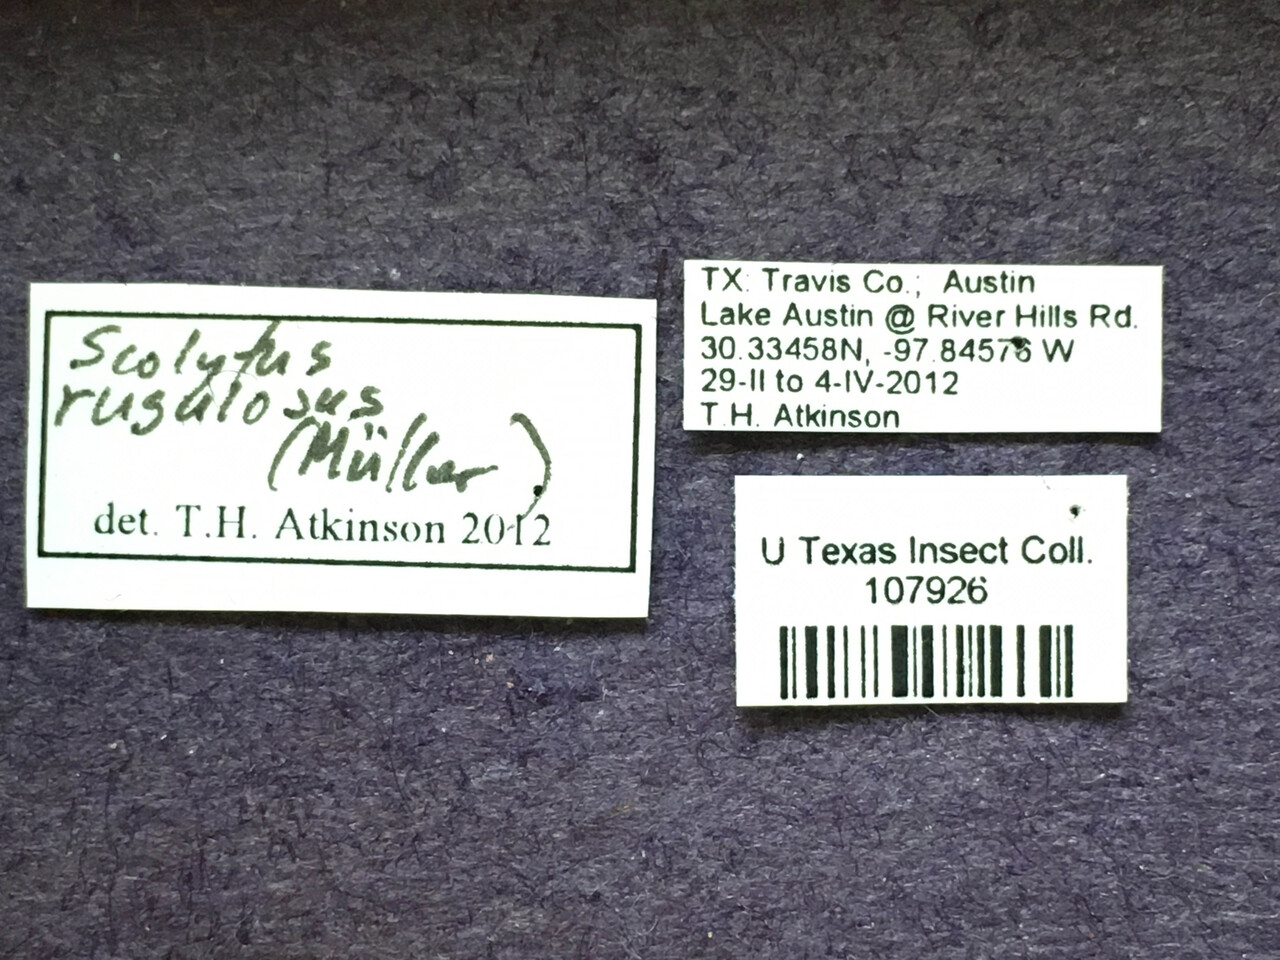 Scolytus
rugulosus
(Müller)
det. T.H. Atkinson 2012
TX: Travis Co.; Austin
Lake Austin @ River Hills Rd.
30.33458N, -97.84576 W
29-II to 4-IV-2012
T.H. Atkinson
U Texas Insect Coll.
107926